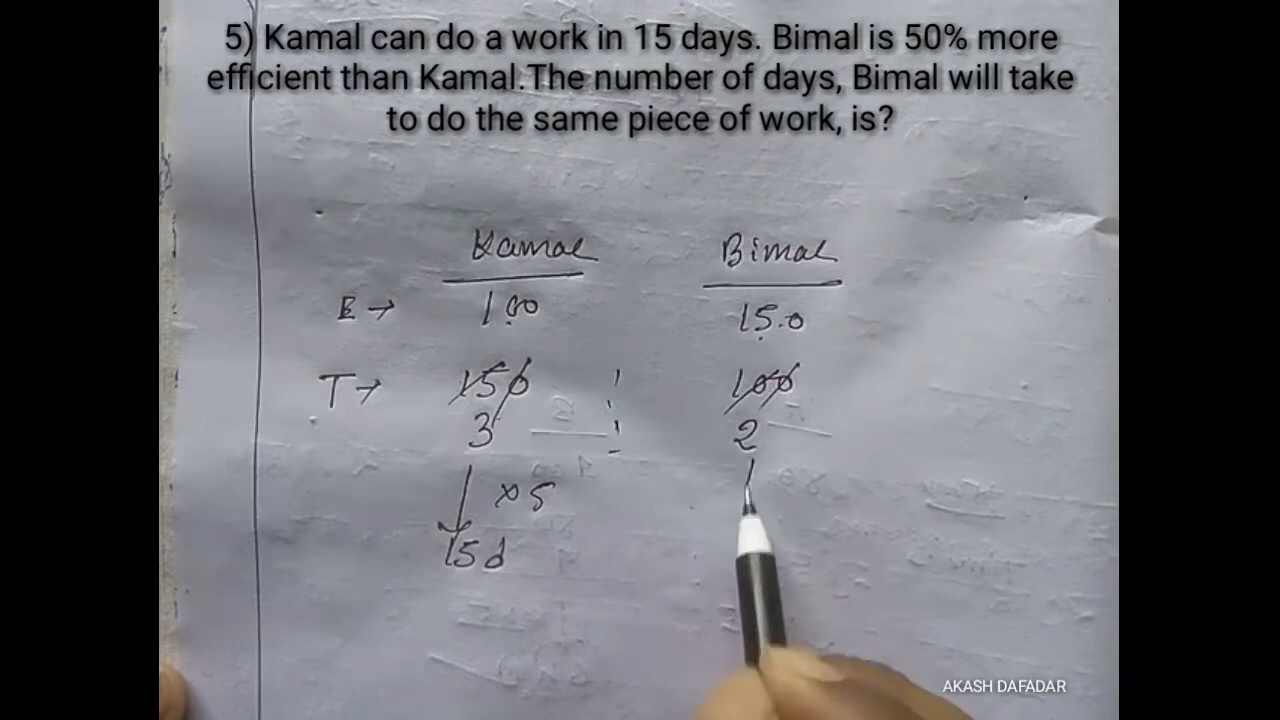 5) Kamal can do a work in 15 days. Bimal is 50% more
efficient than Kamal.The number of days, Bimal will take
to do the same piece of work, is?
Kamal Bimal
E → 100 150
T → 150 : 100
3 2
×5
15d
AKASH DAFADAR